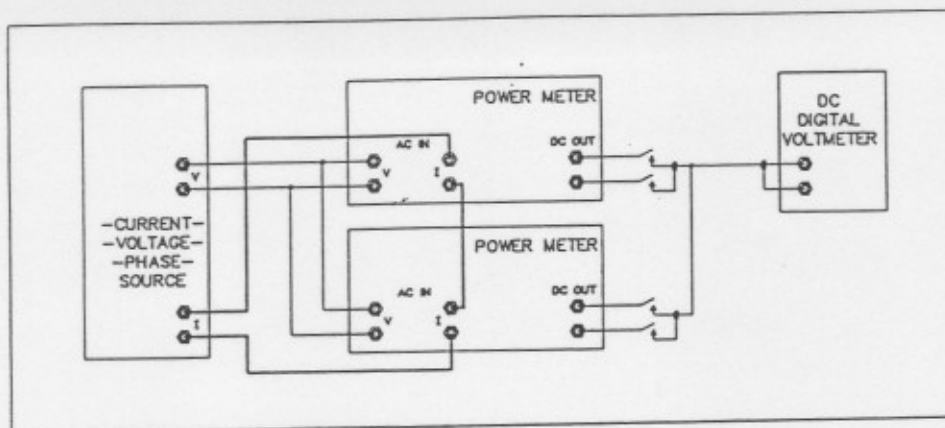 V
-CURRENT-
-VOLTAGE-
-PHASE-
SOURCE
I
POWER METER
AC IN
DC OUT
V
I
POWER METER
AC IN
DC OUT
V
I
DC
DIGITAL
VOLTMETER